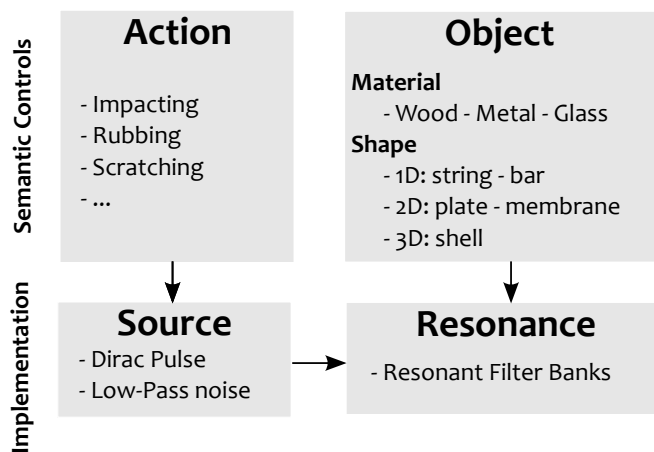 Semantic Controls
Action
- Impacting
- Rubbing
- Scratching
- ...
Object
Material
- Wood - Metal - Glass
Shape
- 1D: string - bar
- 2D: plate - membrane
- 3D: shell
Implementation
Source
- Dirac Pulse
- Low-Pass noise
Resonance
- Resonant Filter Banks